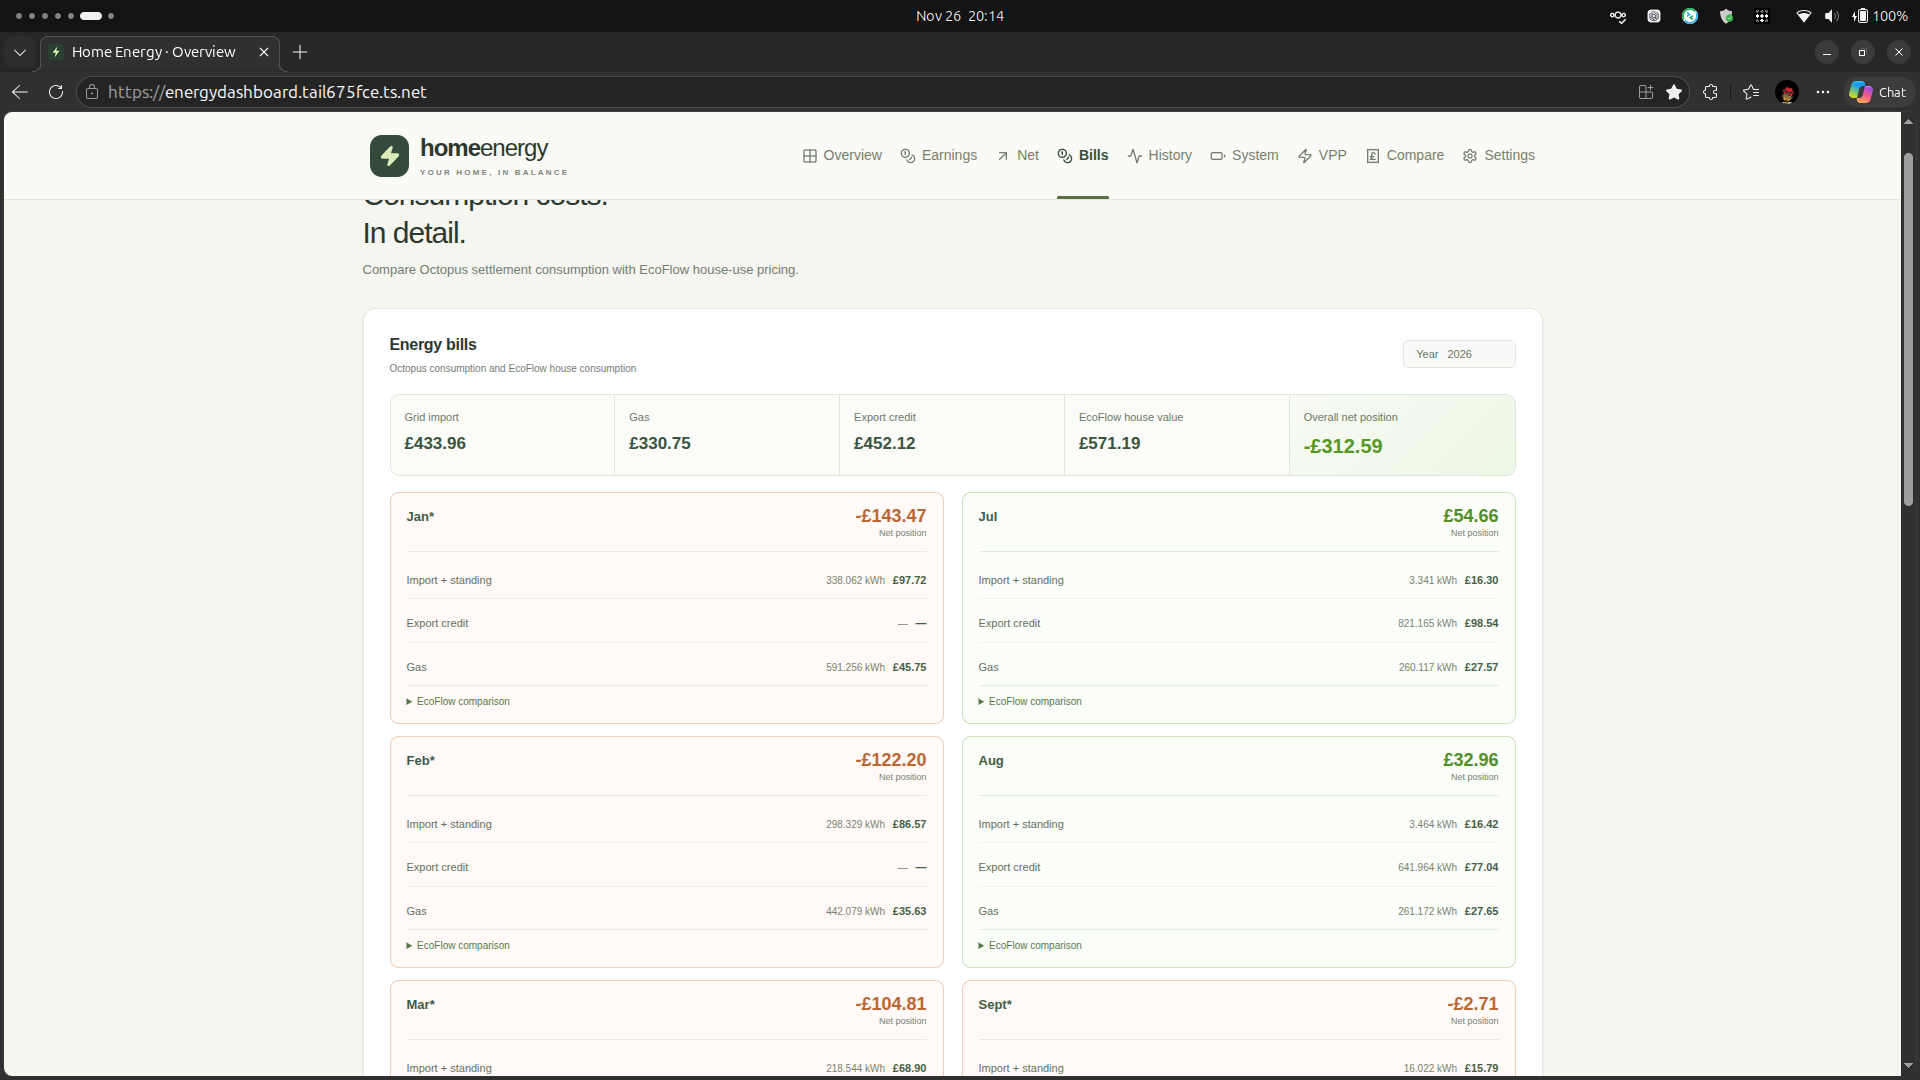 Nov 26 20:14
100%
Home Energy · Overview
https://energydashboard.tail675fce.ts.net
Chat
homeenergy
YOUR HOME, IN BALANCE
Overview
Earnings
Net
Bills
History
System
VPP
Compare
Settings
Consumption costs.
In detail.
Compare Octopus settlement consumption with EcoFlow house-use pricing.
Energy bills
Octopus consumption and EcoFlow house consumption
Year 2026
Grid import
£433.96
Gas
£330.75
Export credit
£452.12
EcoFlow house value
£571.19
Overall net position
-£312.59
Jan*
-£143.47
Net position
Import + standing 338.062 kWh £97.72
Export credit — —
Gas 591.256 kWh £45.75
EcoFlow comparison
Jul
£54.66
Net position
Import + standing 3.341 kWh £16.30
Export credit 821.165 kWh £98.54
Gas 260.117 kWh £27.57
EcoFlow comparison
Feb*
-£122.20
Net position
Import + standing 298.329 kWh £86.57
Export credit — —
Gas 442.079 kWh £35.63
EcoFlow comparison
Aug
£32.96
Net position
Import + standing 3.464 kWh £16.42
Export credit 641.964 kWh £77.04
Gas 261.172 kWh £27.65
EcoFlow comparison
Mar*
-£104.81
Net position
Import + standing 218.544 kWh £68.90
Sept*
-£2.71
Net position
Import + standing 16.022 kWh £15.79